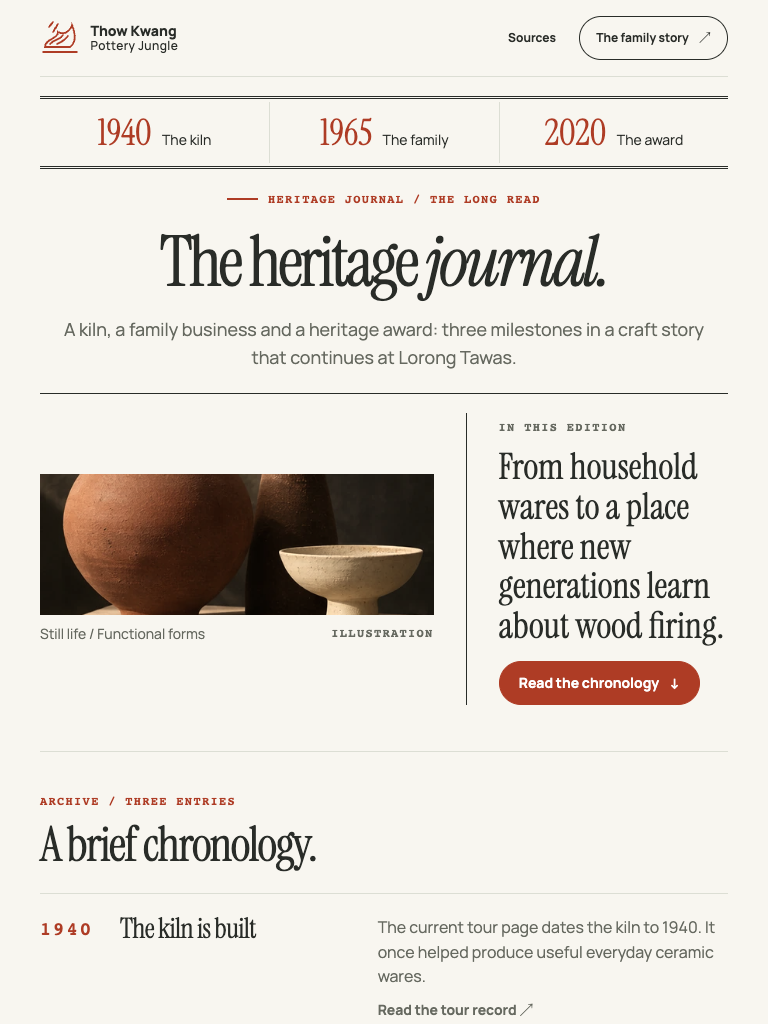 Thow Kwang
Pottery Jungle
Sources
The family story ↗
1940 The kiln
1965 The family
2020 The award
HERITAGE JOURNAL / THE LONG READ
The heritage journal.
A kiln, a family business and a heritage award: three milestones in a craft story
that continues at Lorong Tawas.
Still life / Functional forms
ILLUSTRATION
IN THIS EDITION
From household
wares to a place
where new
generations learn
about wood firing.
Read the chronology ↓
ARCHIVE / THREE ENTRIES
A brief chronology.
1940
The kiln is built
The current tour page dates the kiln to 1940. It
once helped produce useful everyday ceramic
wares.
Read the tour record ↗